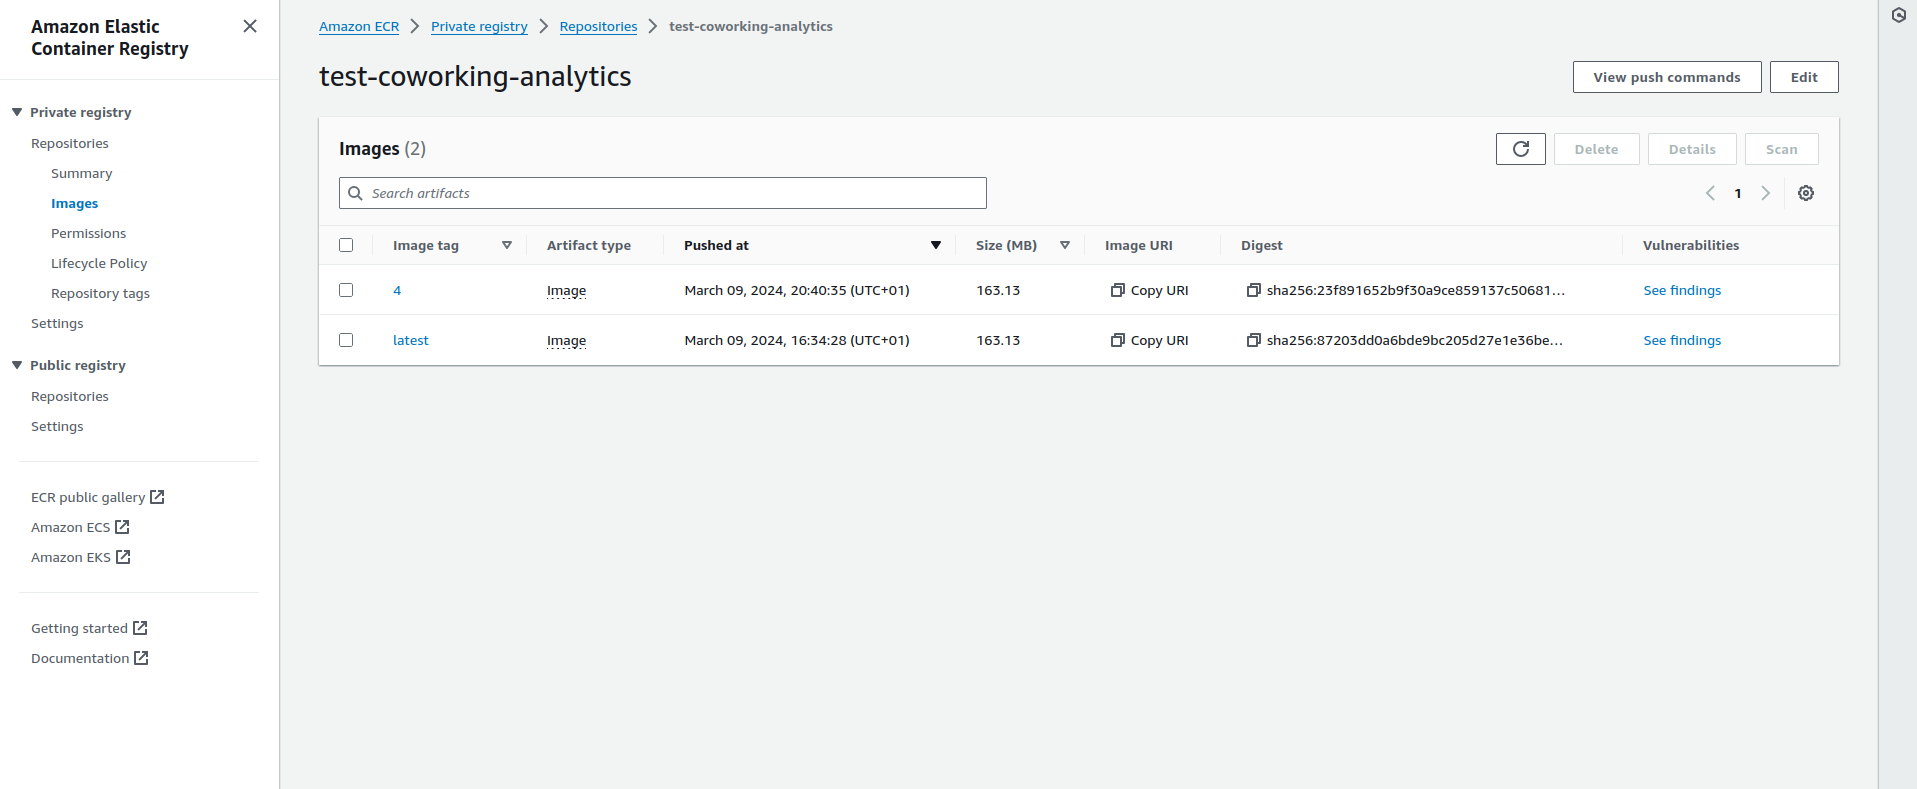 Amazon Elastic
Container Registry
Private registry
Repositories
Summary
Images
Permissions
Lifecycle Policy
Repository tags
Settings
Public registry
Repositories
Settings
ECR public gallery
Amazon ECS
Amazon EKS
Getting started
Documentation
Amazon ECR Private registry Repositories test-coworking-analytics
test-coworking-analytics
View push commands Edit
Images (2)
Delete Details Scan
Search artifacts
1
Image tag Artifact type Pushed at Size (MB) Image URI Digest Vulnerabilities
4 Image March 09, 2024, 20:40:35 (UTC+01) 163.13 Copy URI sha256:23f891652b9f30a9ce859137c50681... See findings
latest Image March 09, 2024, 16:34:28 (UTC+01) 163.13 Copy URI sha256:87203dd0a6bde9bc205d27e1e36be... See findings